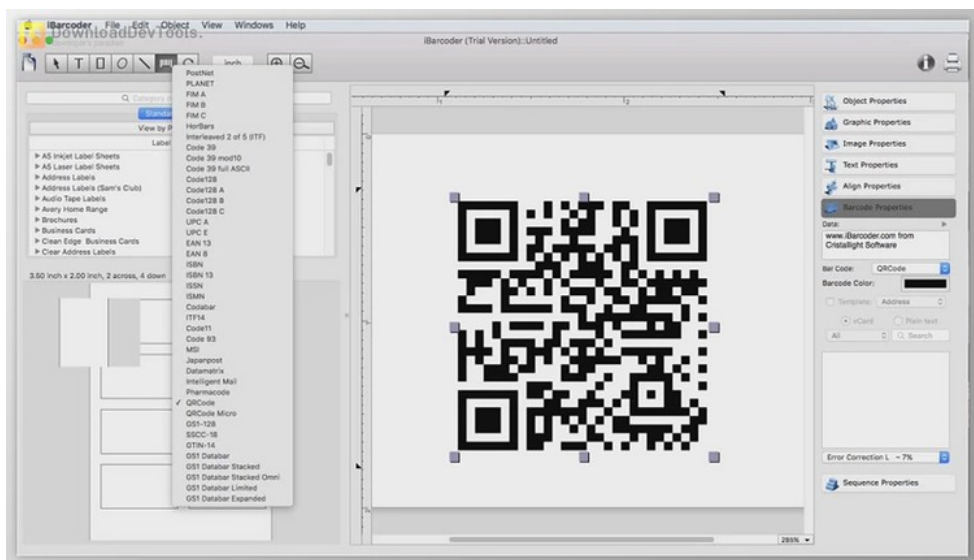 iBarcoder File Edit Object View Windows Help
DownloadDevTools.
iBarcoder (Trial Version)::Untitled
inch
Category
Standa
View by P
Label
A5 Inkjet Label Sheets
A5 Laser Label Sheets
Address Labels
Address Labels (Sam's Club)
Audio Tape Labels
Avery Home Range
Brochures
Business Cards
Clean Edge Business Cards
Clear Address Labels
3.50 inch x 2.00 inch, 2 across, 4 down
PostNet
PLANET
FIM A
FIM B
FIM C
HorBars
Interleaved 2 of 5 (ITF)
Code 39
Code 39 mod10
Code 39 full ASCII
Code128
Code128 A
Code128 B
Code128 C
UPC A
UPC E
EAN 13
EAN 8
ISBN
ISBN 13
ISSN
ISMN
Codabar
ITF14
Code11
Code 93
MSI
Japanpost
Datamatrix
Intelligent Mail
Pharmacode
✓ QRCode
QRCode Micro
GS1-128
SSCC-18
GTIN-14
GS1 Databar
GS1 Databar Stacked
GS1 Databar Stacked Omni
GS1 Databar Limited
GS1 Databar Expanded
1
2
286%
Object Properties
Graphic Properties
Image Properties
Text Properties
Align Properties
Barcode Properties
Data:
www.iBarcoder.com from
Cristallight Software
Bar Code: QRCode
Barcode Color:
Template: Address
vCard Plain text
All Search
Error Correction L ~ 7%
Sequence Properties